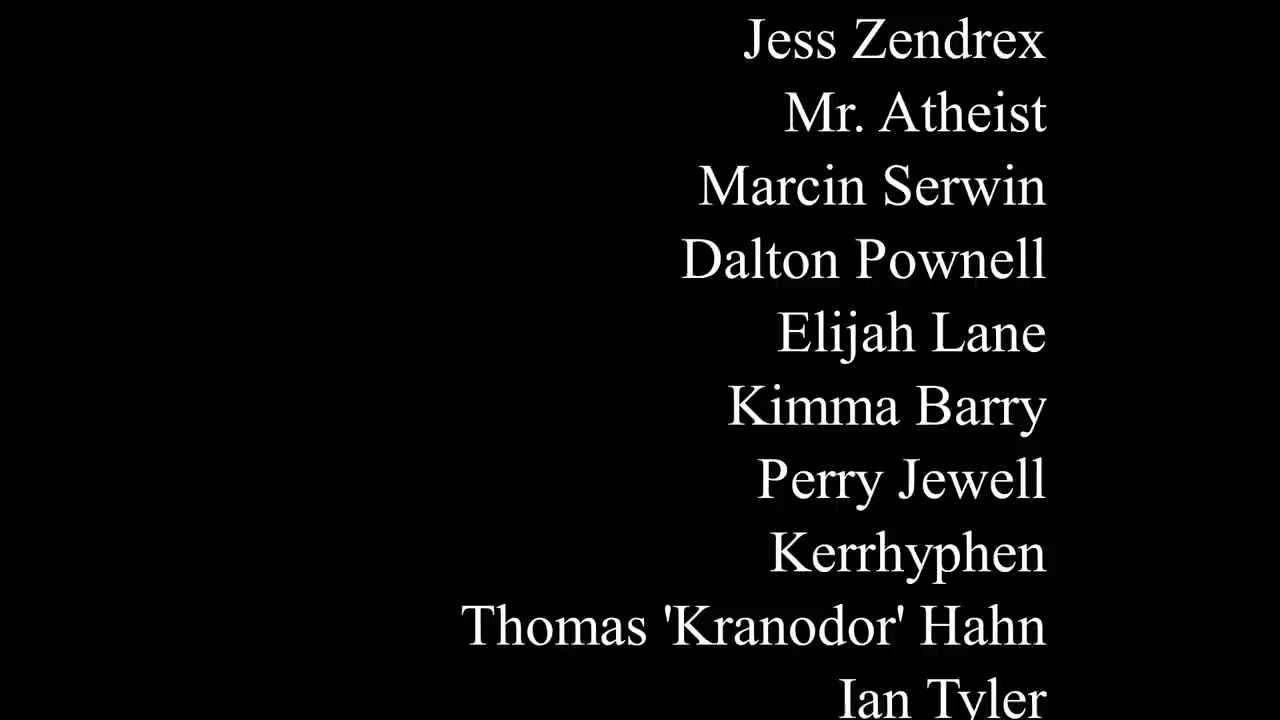 Jess Zendrex
Mr. Atheist
Marcin Serwin
Dalton Pownell
Elijah Lane
Kimma Barry
Perry Jewell
Kerrhyphen
Thomas 'Kranodor' Hahn
Ian Tyler